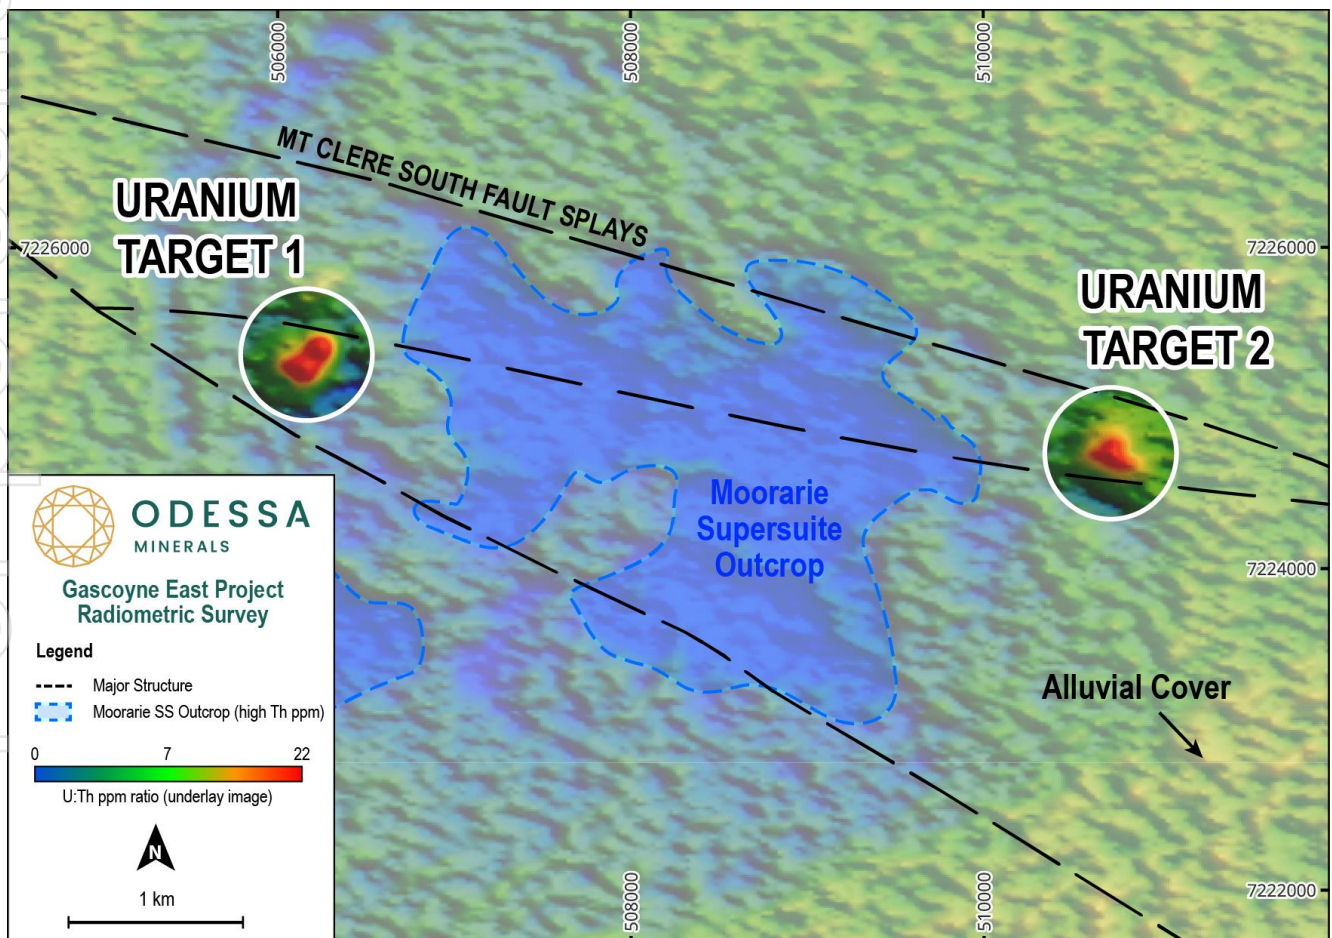 506000
508000
510000
MT CLERE SOUTH FAULT SPLAYS
URANIUM
TARGET 1
7226000
7226000
URANIUM
TARGET 2
Moorarie
Supersuite
Outcrop
7224000
Alluvial Cover
ODESSA
MINERALS
Gascoyne East Project
Radiometric Survey
Legend
Major Structure
Moorarie SS Outcrop (high Th ppm)
0 7 22
U:Th ppm ratio (underlay image)
N
1 km
508000
510000
7222000